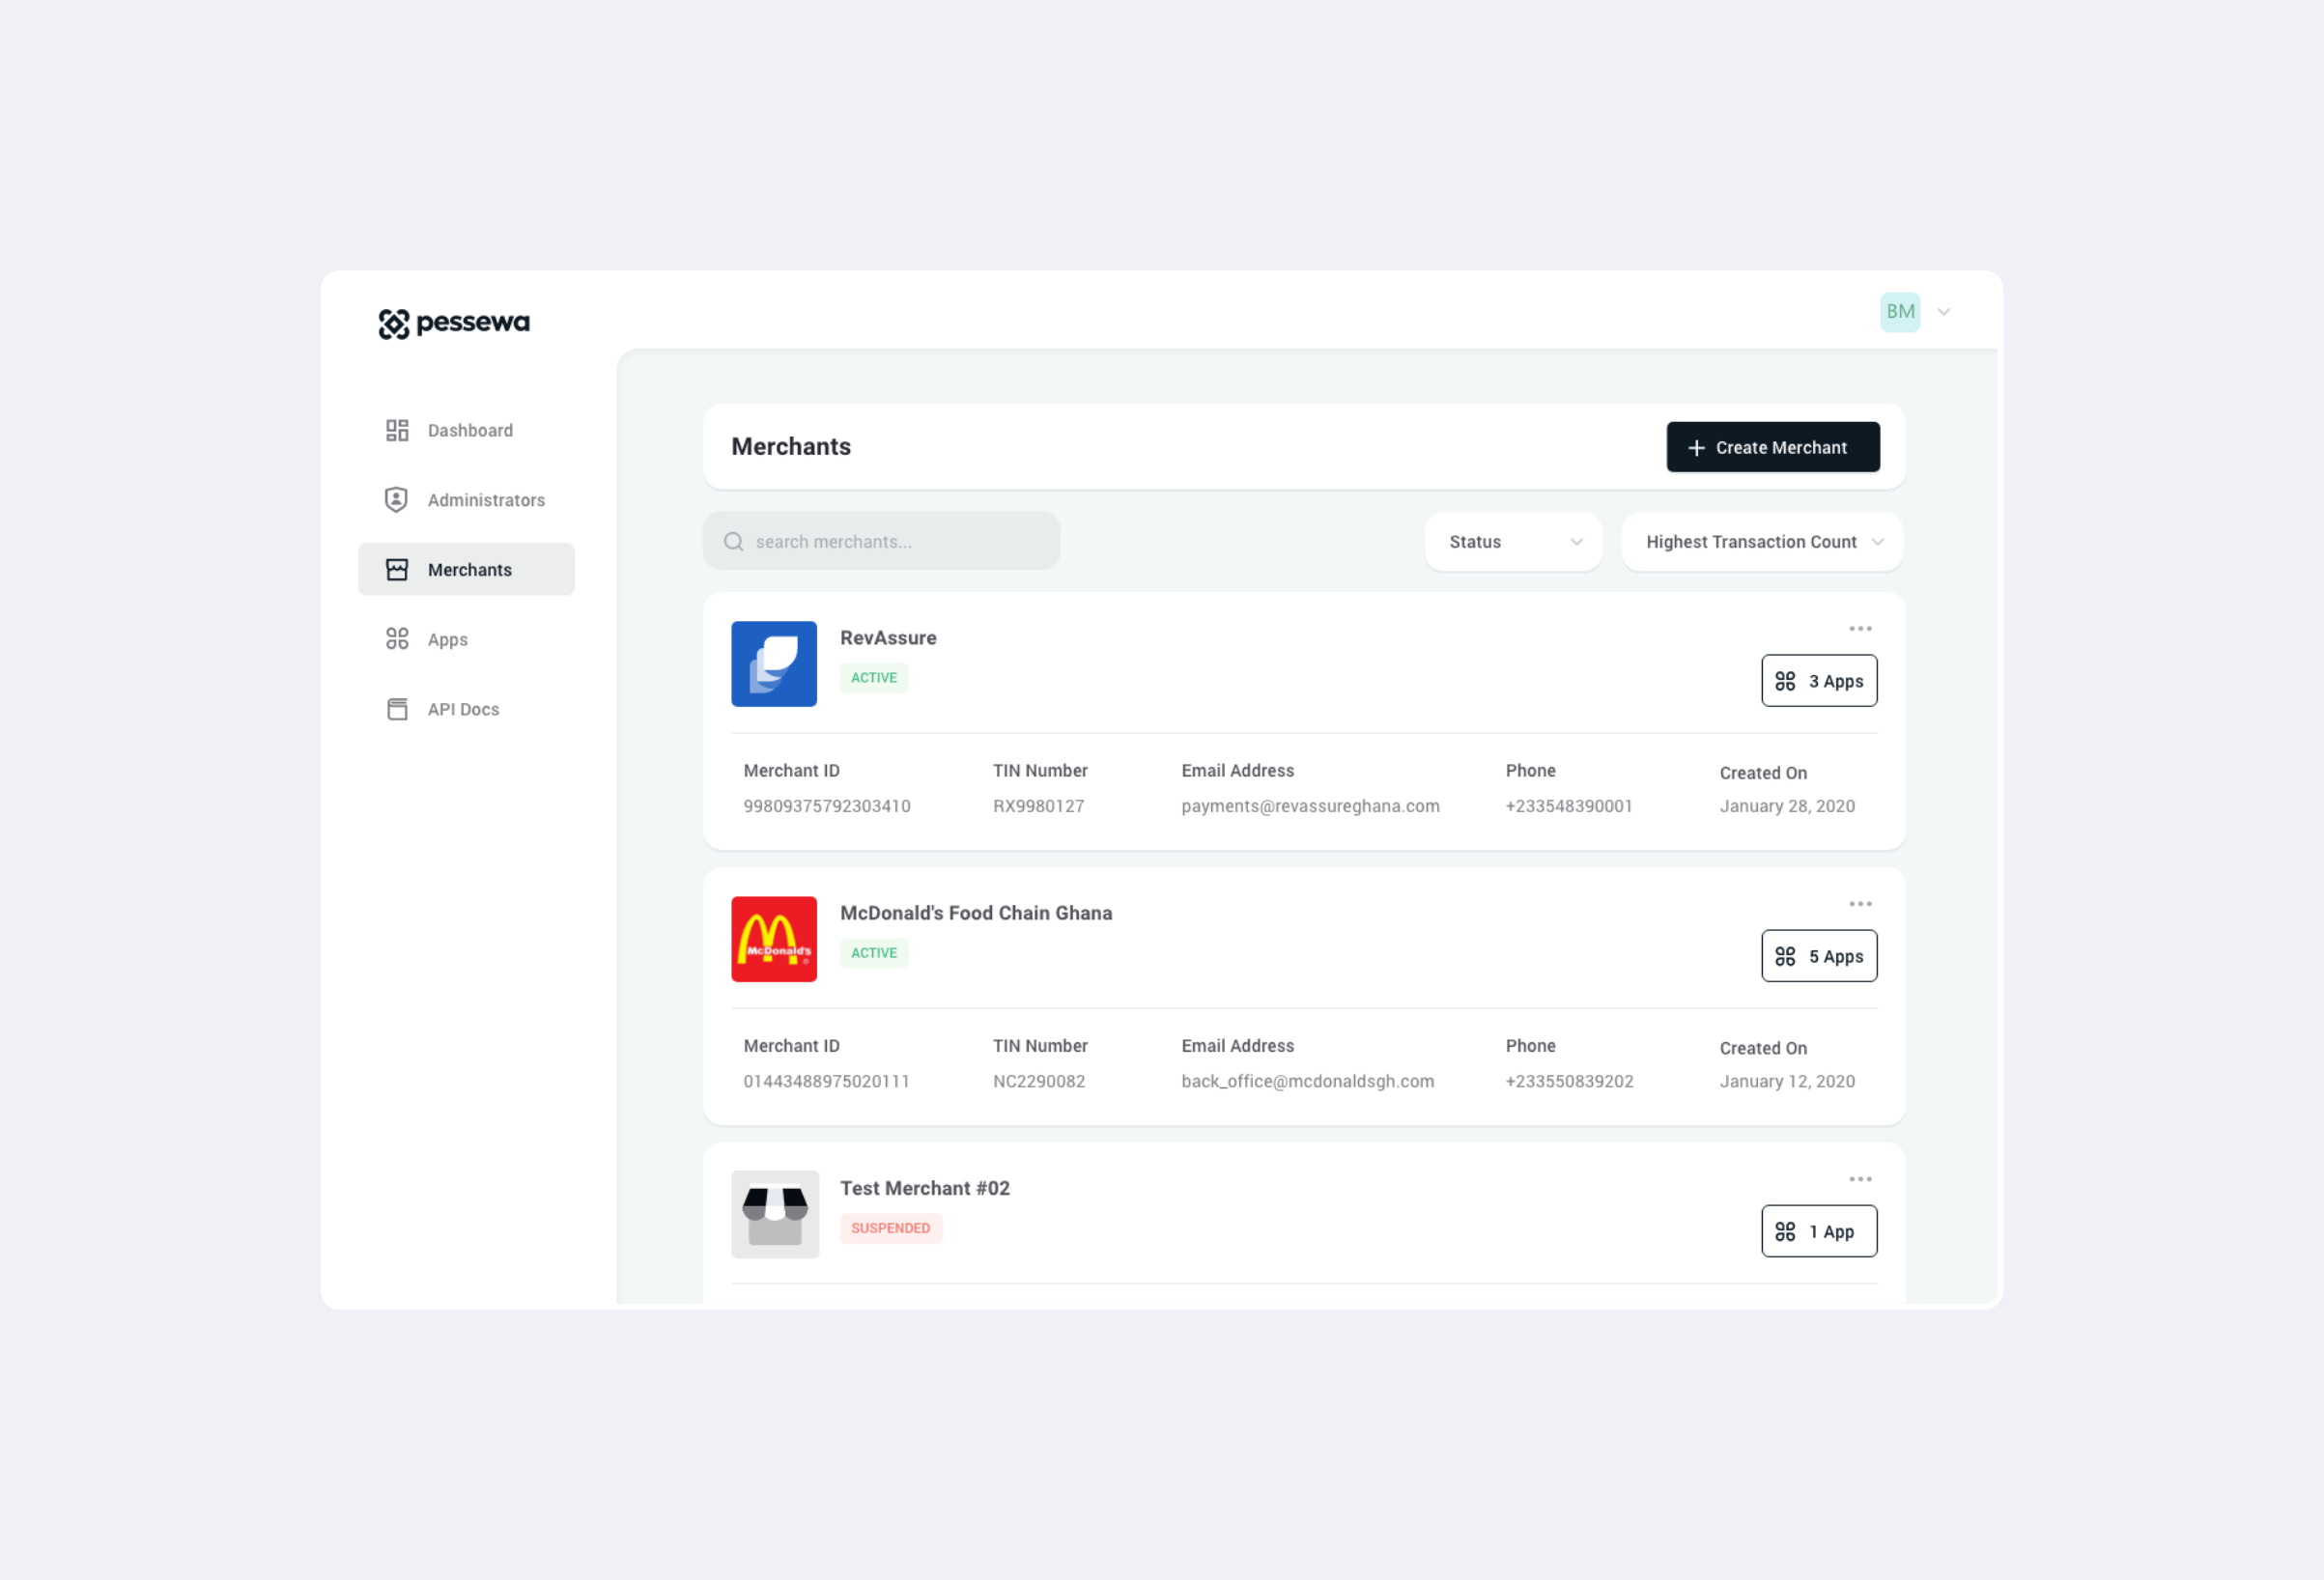 pessewa
BM
Dashboard
Administrators
Merchants
Apps
API Docs
Merchants
Create Merchant
search merchants...
Status
Highest Transaction Count
RevAssure
ACTIVE
3 Apps
Merchant ID TIN Number Email Address Phone Created On
99809375792303410 RX9980127 payments@revassureghana.com +233548390001 January 28, 2020
McDonald's
McDonald's Food Chain Ghana
ACTIVE
5 Apps
Merchant ID TIN Number Email Address Phone Created On
01443488975020111 NC2290082 back_office@mcdonaldsgh.com +233550839202 January 12, 2020
Test Merchant #02
SUSPENDED
1 App